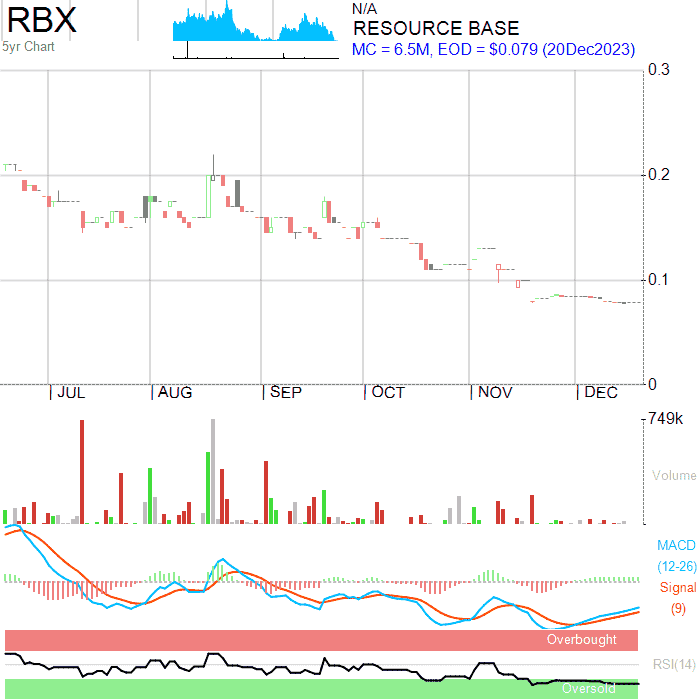 RBX
5yr Chart
N/A
RESOURCE BASE
MC = 6.5M, EOD = $0.079 (20Dec2023)
0.3
0.2
0.1
0
JUL AUG SEP OCT NOV DEC
749k
Volume
MACD
(12-26)
Signal
(9)
Overbought
RSI(14)
Oversold